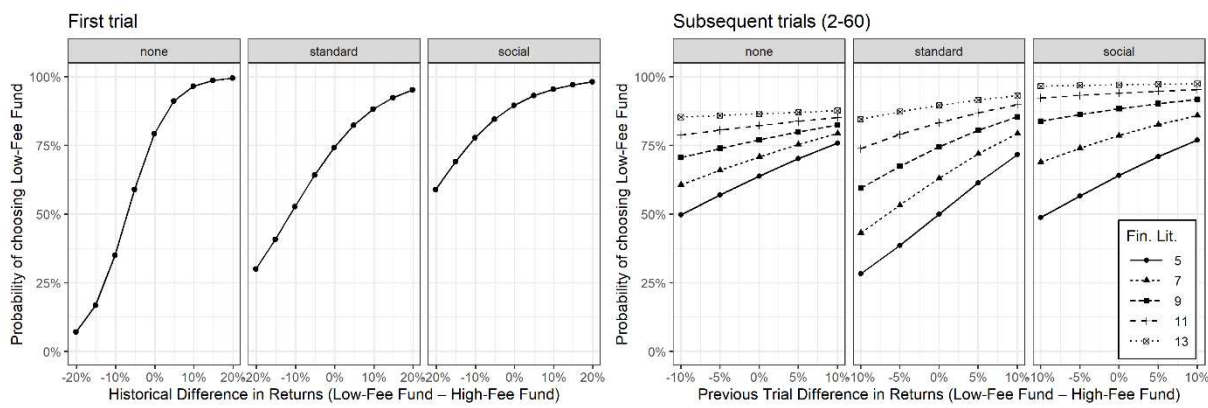 First trial
none standard social
100%
75%
50%
25%
0%
Probability of choosing Low-Fee Fund
-20% -10% 0% 10% 20% -20% -10% 0% 10% 20% -20% -10% 0% 10% 20%
Historical Difference in Returns (Low-Fee Fund – High-Fee Fund)
Subsequent trials (2-60)
none standard social
100%
75%
50%
25%
0%
Probability of choosing Low-Fee Fund
Fin. Lit.
5
7
9
11
13
-10% -5% 0% 5% 10% -10% -5% 0% 5% 10% -10% -5% 0% 5% 10%
Previous Trial Difference in Returns (Low-Fee Fund – High-Fee Fund)